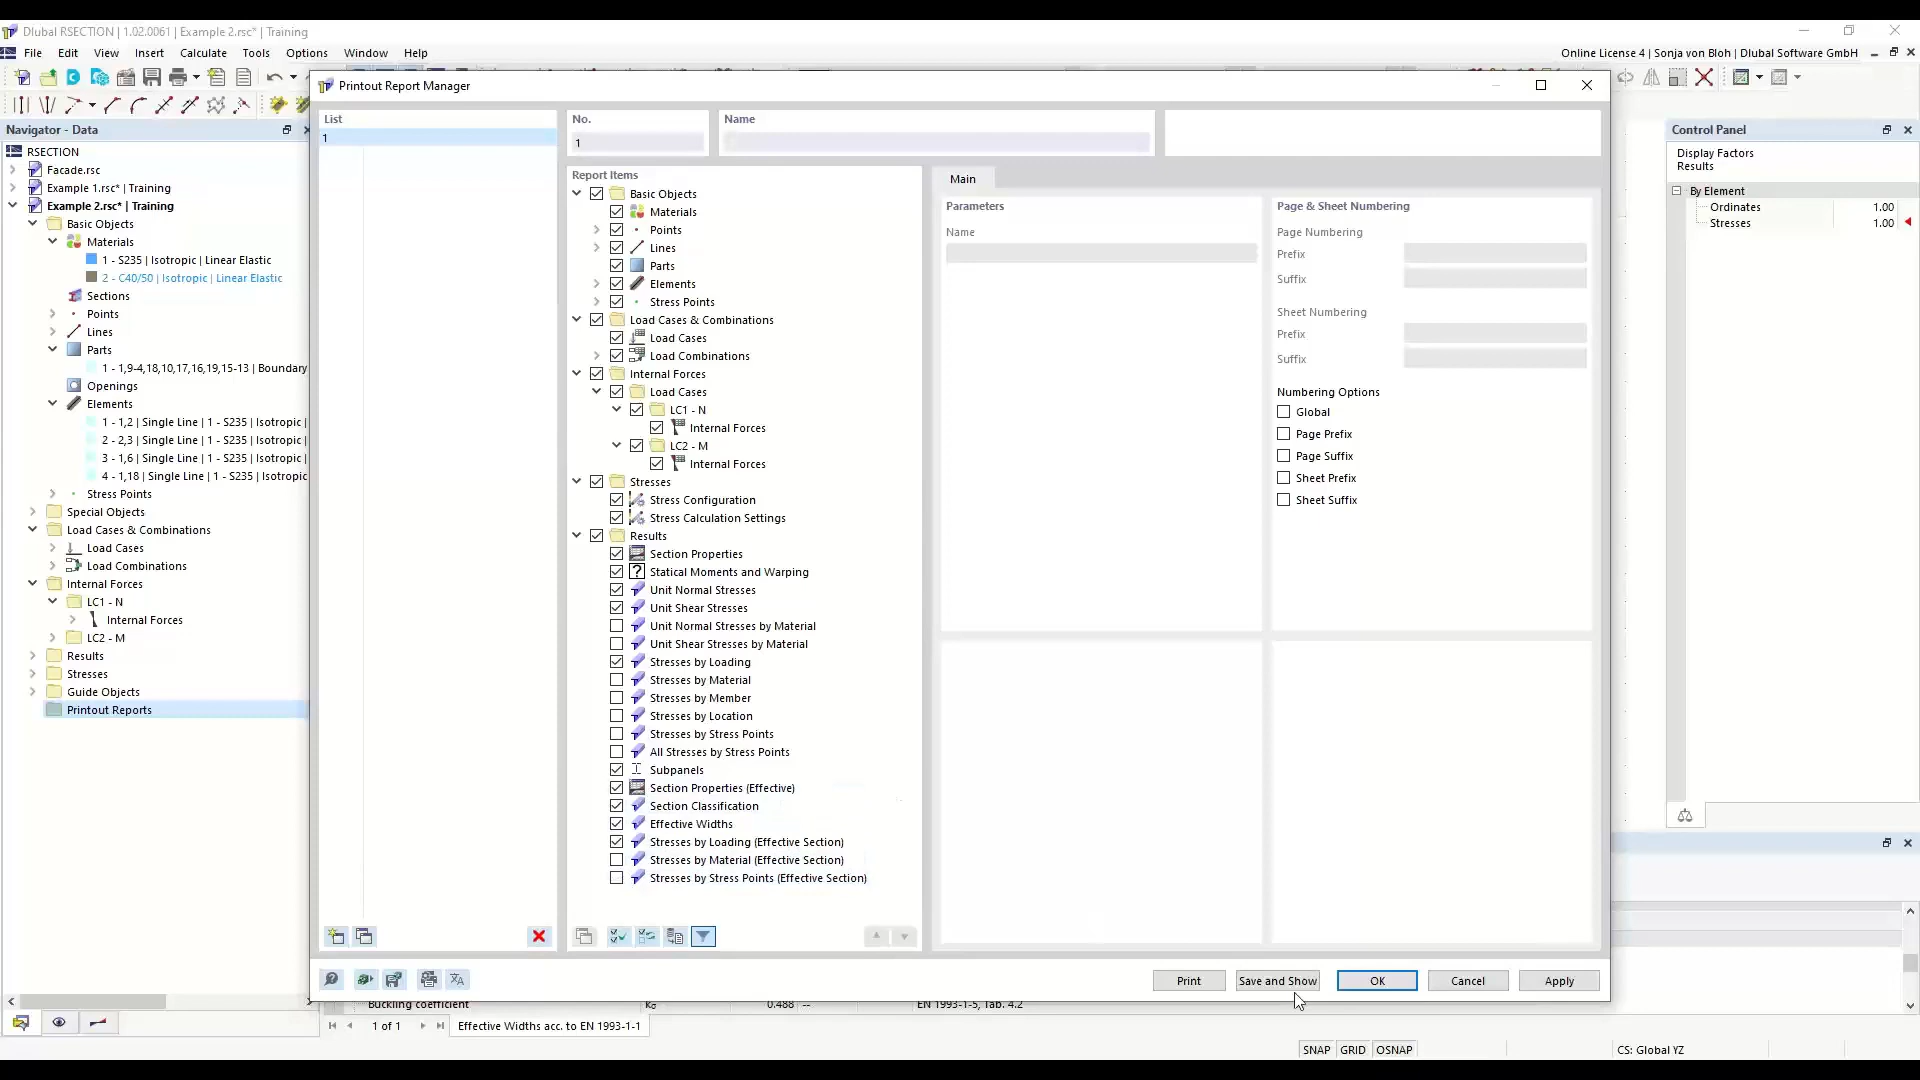 Dlubal RSECTION | 1.02.0061 | Example 2.rsc* | Training
File Edit View Insert Calculate Tools Options Window Help
Online License 4 | Sonja von Bloh | Dlubal Software GmbH
Navigator - Data
RSECTION
Facade.rsc
Example 1.rsc* | Training
Example 2.rsc* | Training
Basic Objects
Materials
1 - S235 | Isotropic | Linear Elastic
2 - C40/50 | Isotropic | Linear Elastic
Sections
Points
Lines
Parts
1 - 1,9-4,18,10,17,16,19,15-13 | Boundary
Openings
Elements
1 - 1,2 | Single Line | 1 - S235 | Isotropic |
2 - 2,3 | Single Line | 1 - S235 | Isotropic |
3 - 1,6 | Single Line | 1 - S235 | Isotropic |
4 - 1,18 | Single Line | 1 - S235 | Isotropic
Stress Points
Special Objects
Load Cases & Combinations
Load Cases
Load Combinations
Internal Forces
LC1 - N
Internal Forces
LC2 - M
Results
Stresses
Guide Objects
Printout Reports
Printout Report Manager
List
1
No.
1
Name
Report Items
Basic Objects
Materials
Points
Lines
Parts
Elements
Stress Points
Load Cases & Combinations
Load Cases
Load Combinations
Internal Forces
Load Cases
LC1 - N
Internal Forces
LC2 - M
Internal Forces
Stresses
Stress Configuration
Stress Calculation Settings
Results
Section Properties
Statical Moments and Warping
Unit Normal Stresses
Unit Shear Stresses
Unit Normal Stresses by Material
Unit Shear Stresses by Material
Stresses by Loading
Stresses by Material
Stresses by Member
Stresses by Location
Stresses by Stress Points
All Stresses by Stress Points
Subpanels
Section Properties (Effective)
Section Classification
Effective Widths
Stresses by Loading (Effective Section)
Stresses by Material (Effective Section)
Stresses by Stress Points (Effective Section)
Main
Parameters
Name
Page & Sheet Numbering
Page Numbering
Prefix
Suffix
Sheet Numbering
Prefix
Suffix
Numbering Options
Global
Page Prefix
Page Suffix
Sheet Prefix
Sheet Suffix
Print Save and Show OK Cancel Apply
Control Panel
Display Factors
Results
By Element
Ordinates 1.00
Stresses 1.00
Buckling coefficient kσ 0.488 -- EN 1993-1-5, Tab. 4.2
1 of 1 Effective Widths acc. to EN 1993-1-1
SNAP GRID OSNAP CS: Global YZ